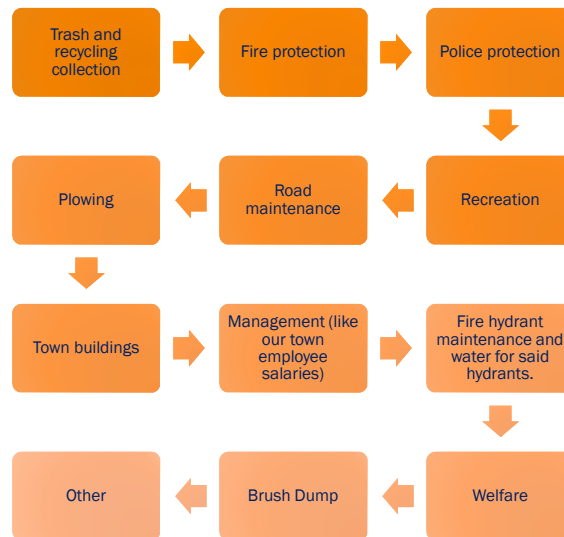 Trash and
recycling
collection
Fire protection
Police protection
Recreation
Road
maintenance
Plowing
Town buildings
Management (like
our town
employee
salaries)
Fire hydrant
maintenance and
water for said
hydrants.
Welfare
Brush Dump
Other